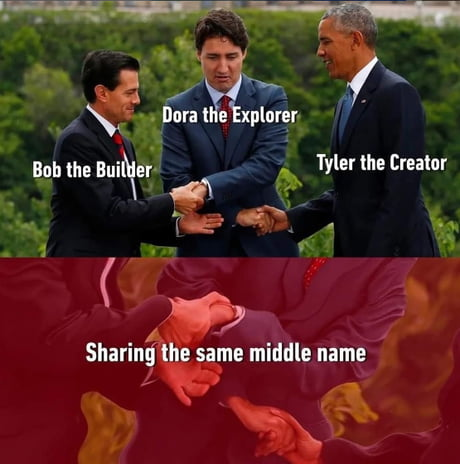 Dora the Explorer
Bob the Builder
Tyler the Creator
Sharing the same middle name